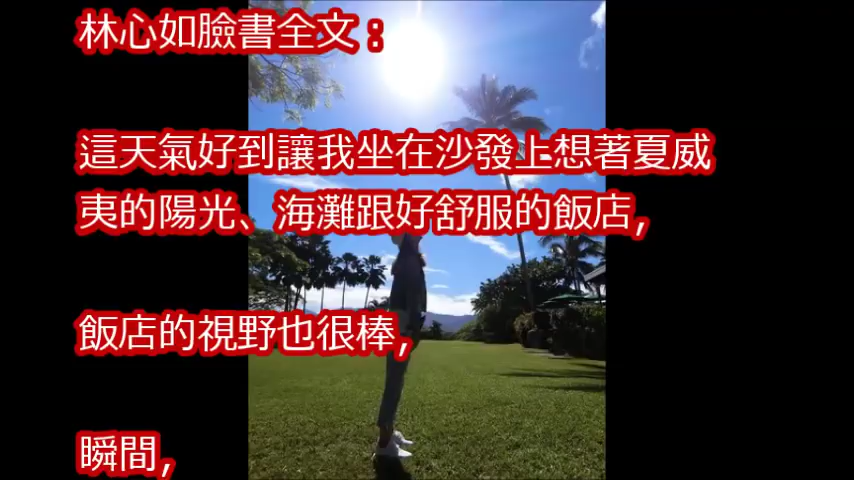 林心如臉書全文：
這天氣好到讓我坐在沙發上想著夏威
夷的陽光、海灘跟好舒服的飯店,
飯店的視野也很棒,
瞬間,